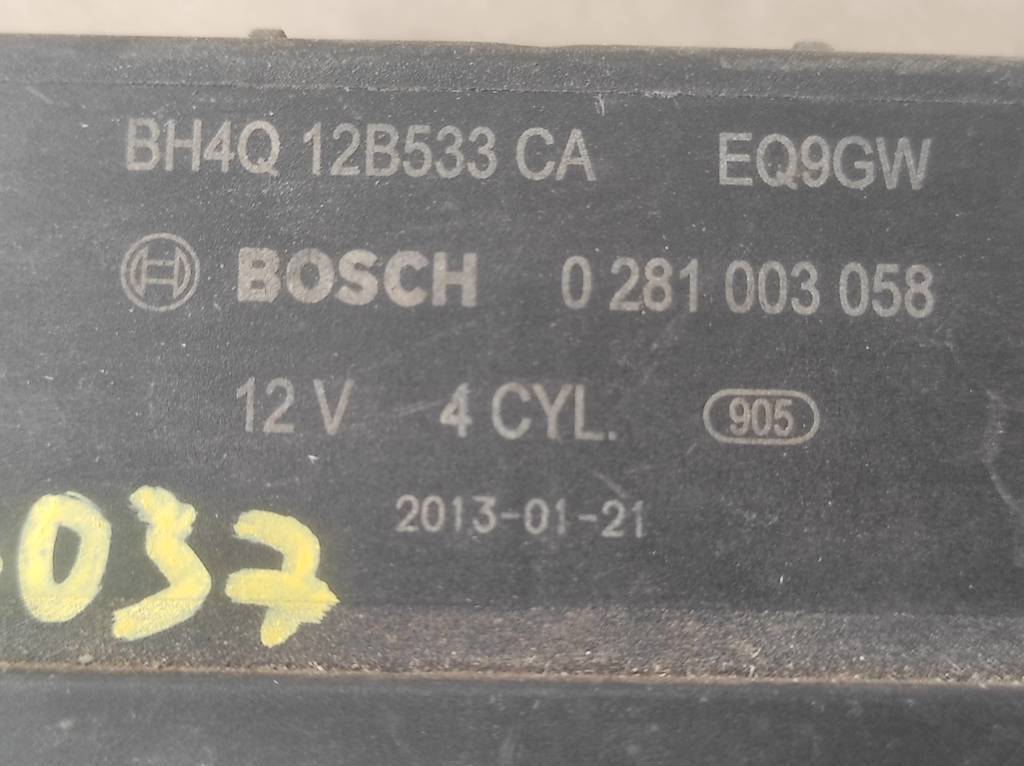 BH4Q 12B533 CA EQ9GW
BOSCH 0 281 003 058
12 V 4 CYL. 905
2013-01-21
037